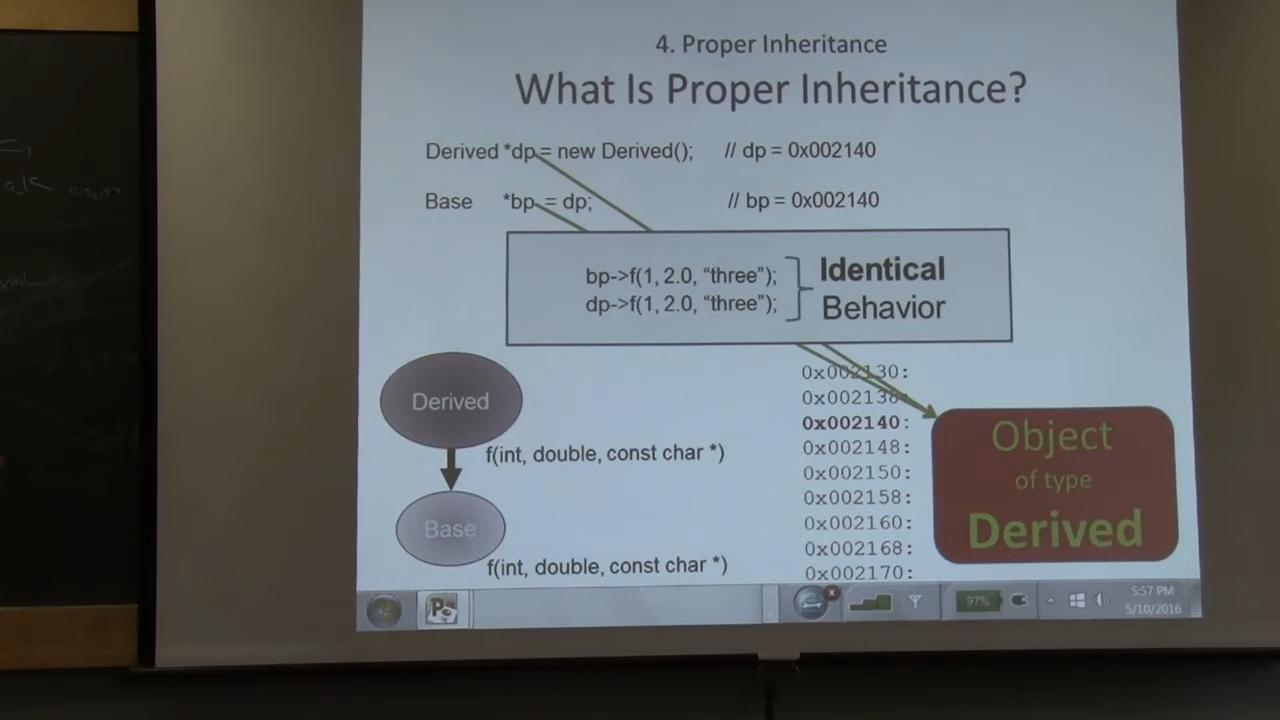 4. Proper Inheritance
What Is Proper Inheritance?
Derived *dp = new Derived(); // dp = 0x002140
Base *bp = dp; // bp = 0x002140
bp->f(1, 2.0, “three”);
dp->f(1, 2.0, “three”);
Identical
Behavior
Derived
f(int, double, const char *)
Base
f(int, double, const char *)
0x002130:
0x002138:
0x002140:
0x002148:
0x002150:
0x002158:
0x002160:
0x002168:
0x002170:
Object
of type
Derived
97%
5:57 PM
5/10/2016